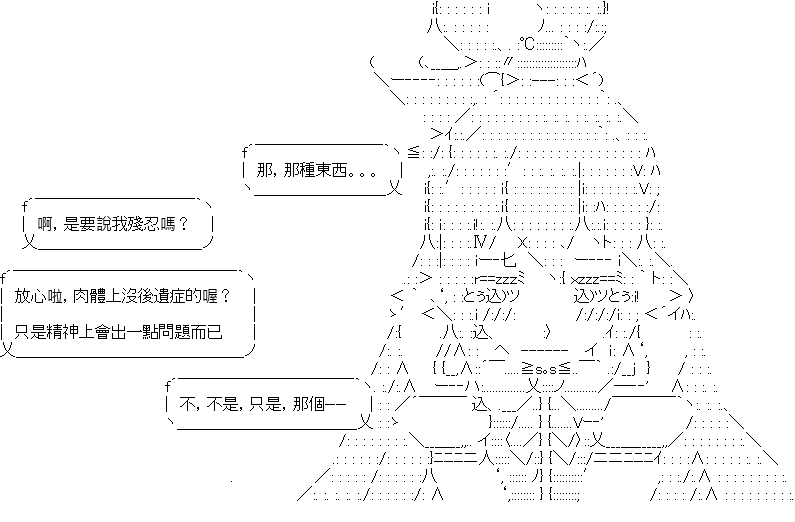 那，那種東西。。。
啊，是要說我殘忍嗎？
放心啦，肉體上沒後遺症的喔？
只是精神上會出一點問題而已
不，不是，只是，那個──